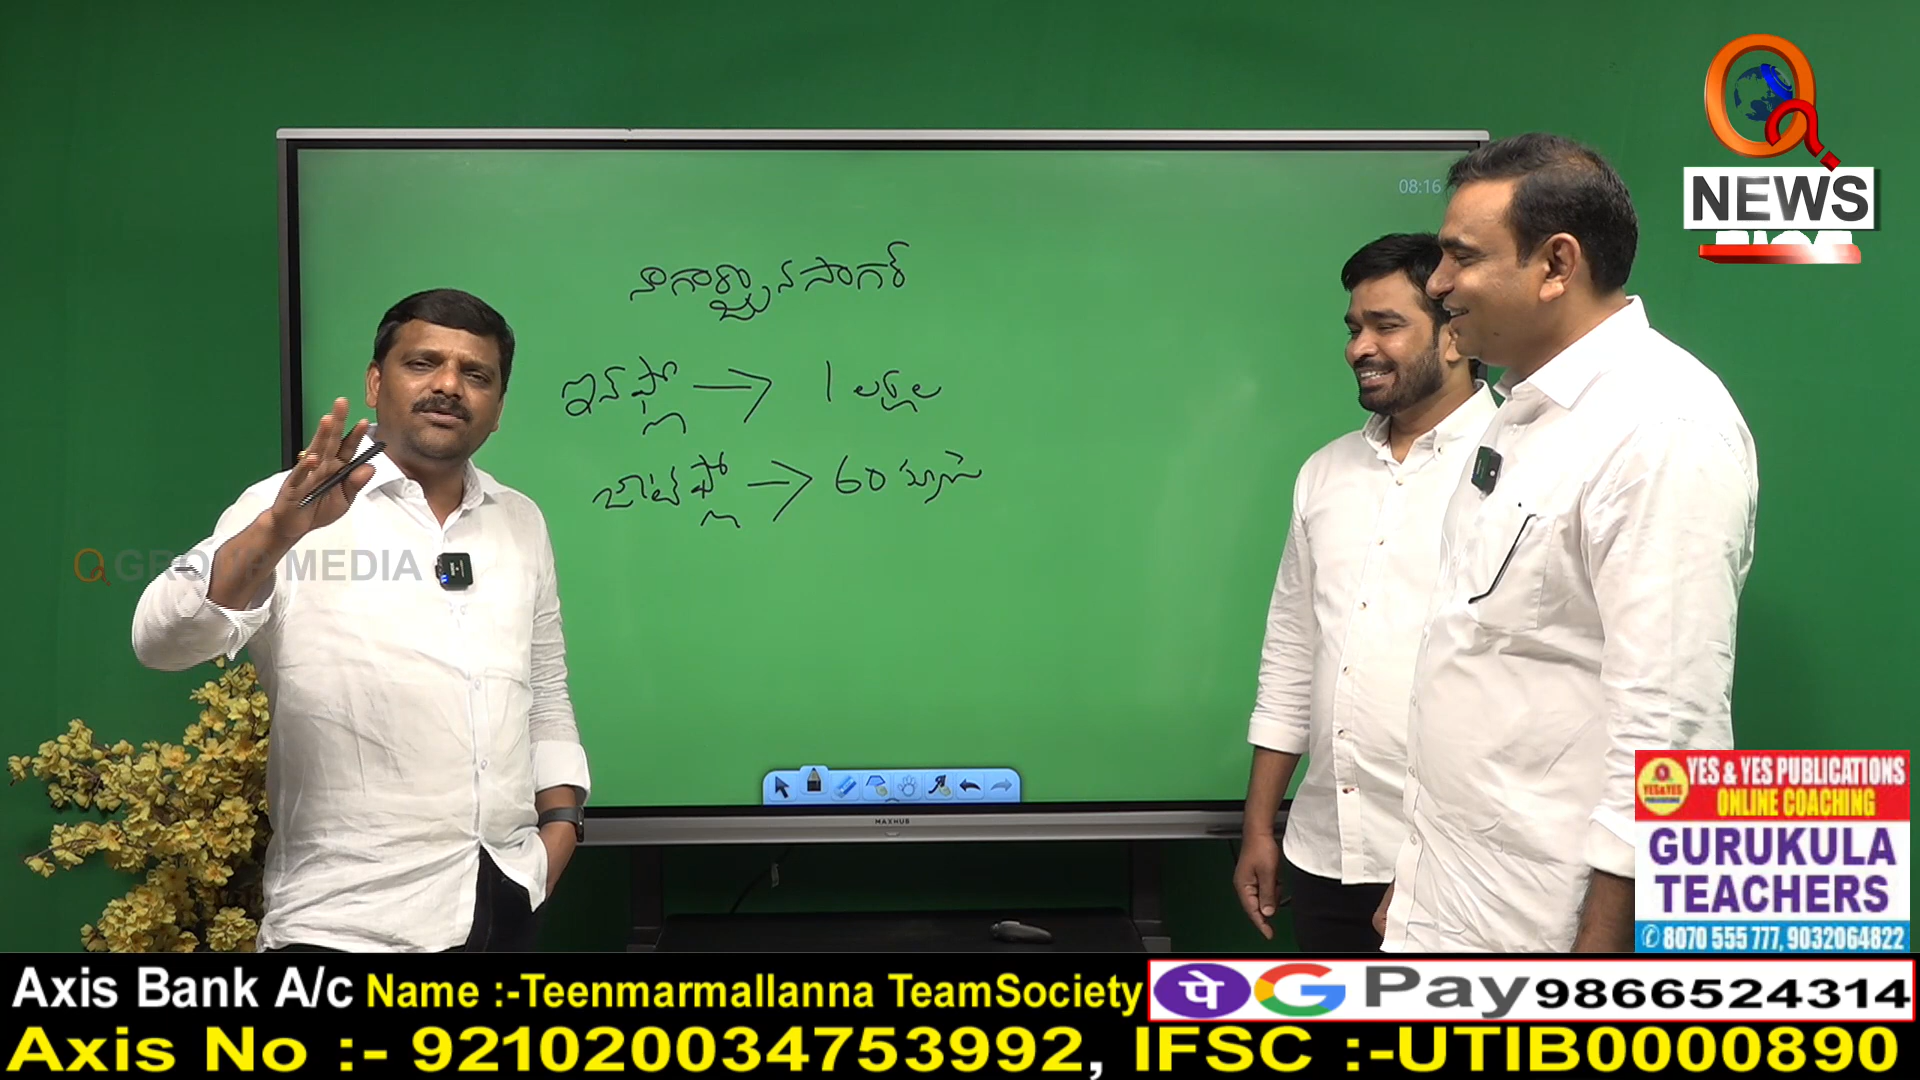 NEWS
08:16
నాగార్జున సాగర్
ఇన్ఫ్లో → 1 లక్షల
ఔట్ఫ్లో → 60
GROUP MEDIA
MAXHUB
YES & YES PUBLICATIONS
ONLINE COACHING
GURUKULA
TEACHERS
8070 555 777, 9032064822
Axis Bank A/c Name :-Teenmarmallanna TeamSociety
पे G Pay 9866524314
Axis No :- 921020034753992, IFSC :-UTIB0000890